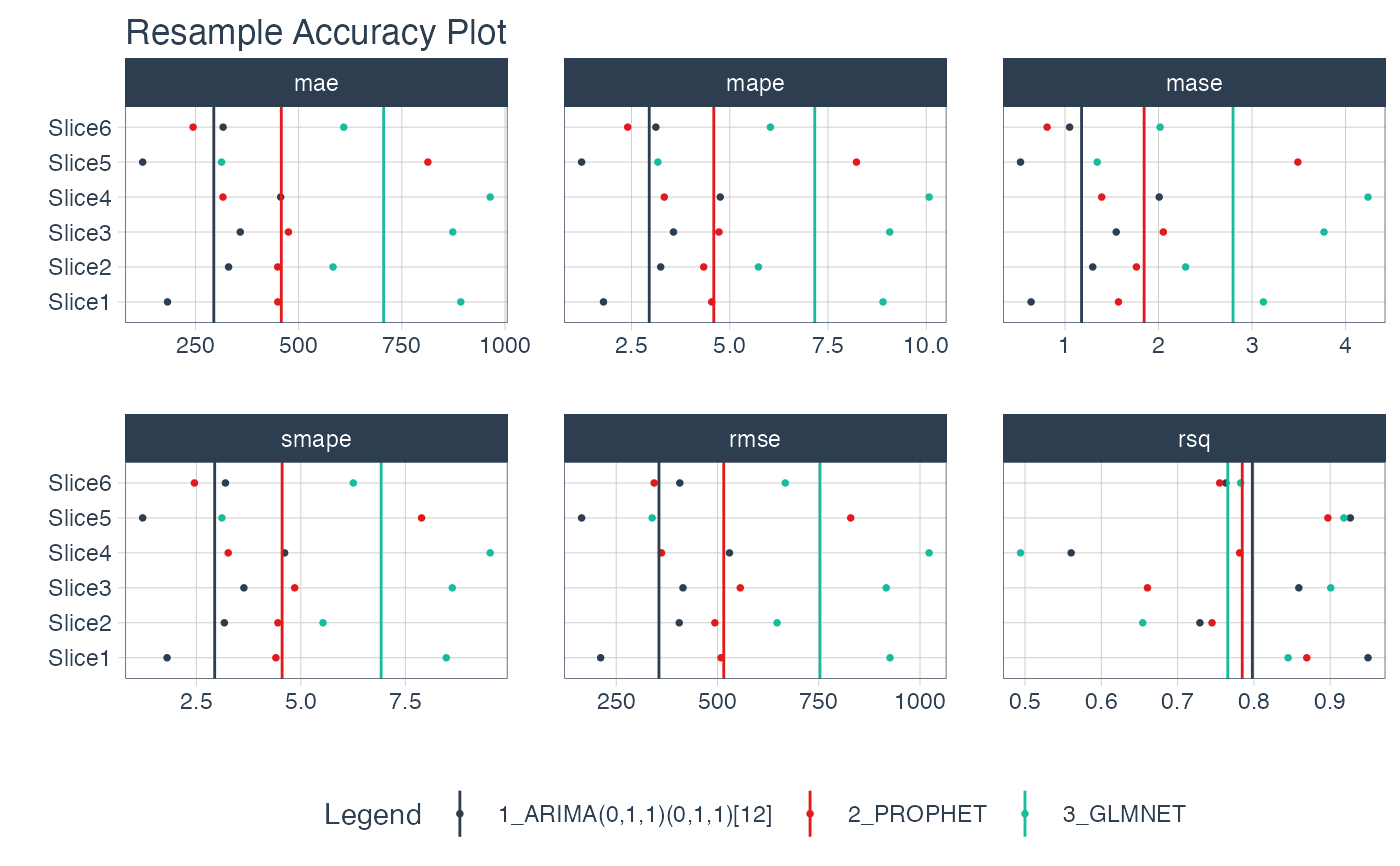 Resample Accuracy Plot
mae mape mase
Slice6
Slice5
Slice4
Slice3
Slice2
Slice1
250 500 750 1000 2.5 5.0 7.5 10.0 1 2 3 4
smape rmse rsq
Slice6
Slice5
Slice4
Slice3
Slice2
Slice1
2.5 5.0 7.5 250 500 750 1000 0.5 0.6 0.7 0.8 0.9
Legend 1_ARIMA(0,1,1)(0,1,1)[12] 2_PROPHET 3_GLMNET